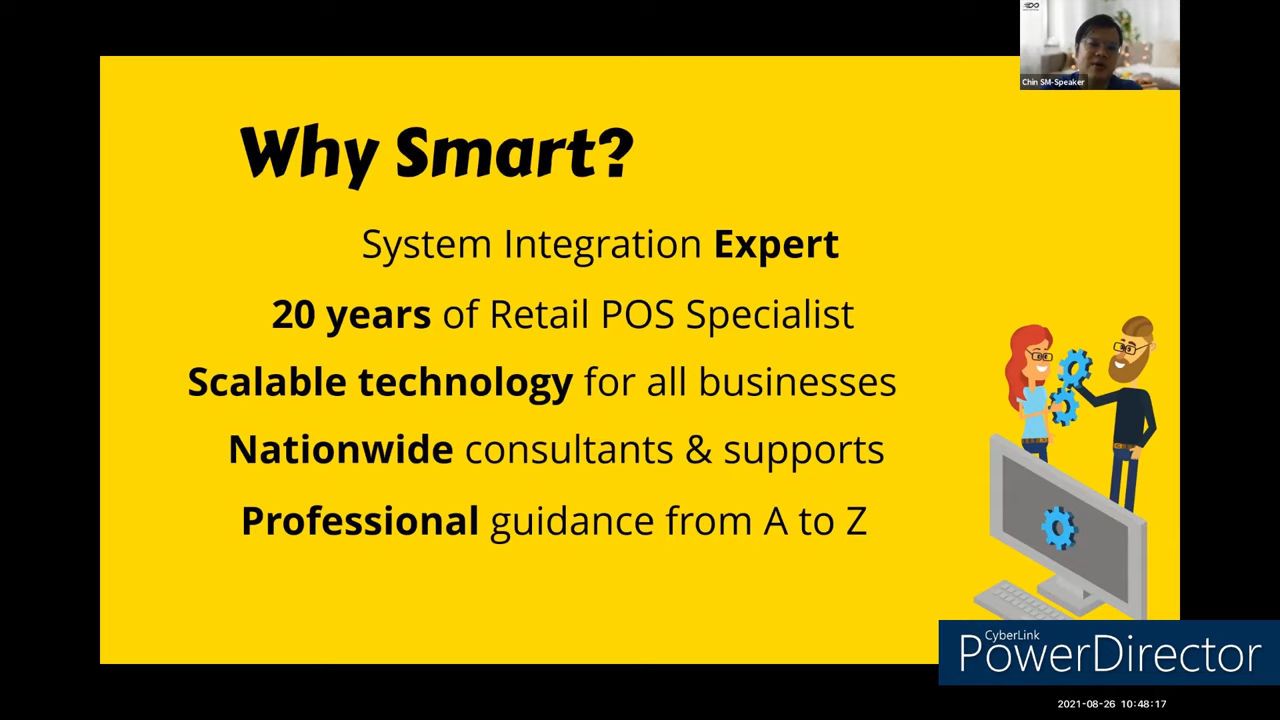 Chin SM-Speaker
Why Smart?
System Integration Expert
20 years of Retail POS Specialist
Scalable technology for all businesses
Nationwide consultants & supports
Professional guidance from A to Z
CyberLink
PowerDirector
2021-08-26 10:48:17